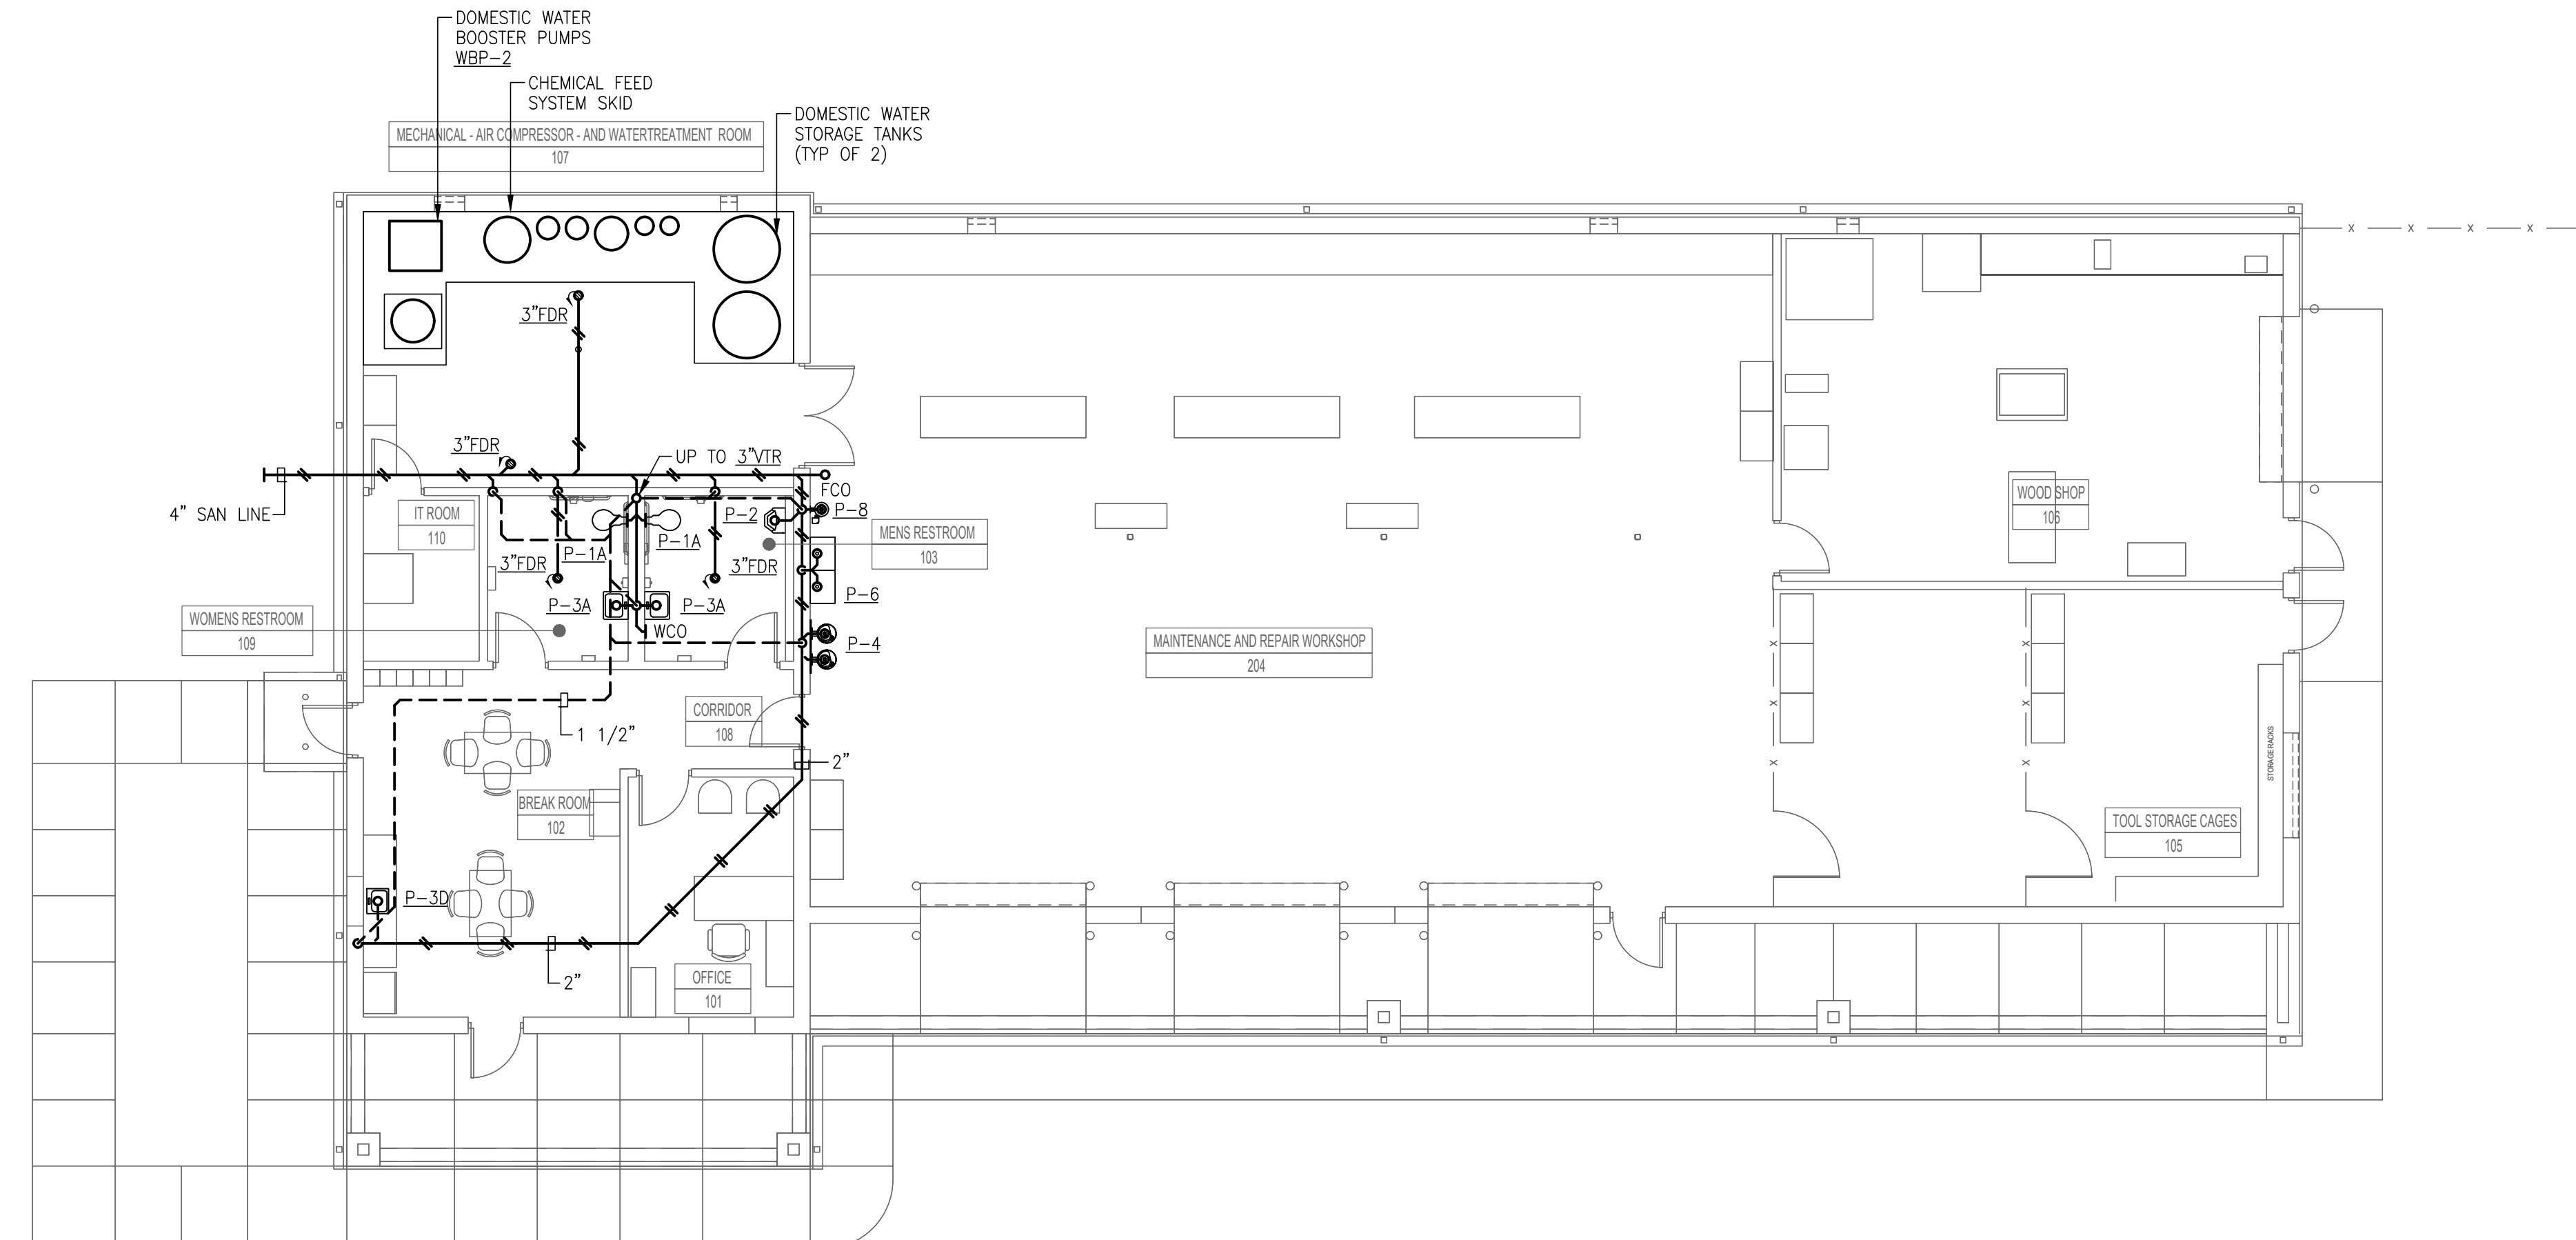 DOMESTIC WATER
BOOSTER PUMPS
WBP-2
CHEMICAL FEED
SYSTEM SKID
DOMESTIC WATER
STORAGE TANKS
(TYP OF 2)
MECHANICAL - AIR COMPRESSOR - AND WATERTREATMENT ROOM
107
3"FDR
3"FDR
UP TO 3"VTR
FCO
4" SAN LINE
IT ROOM
110
P-2
P-8
WOOD SHOP
106
MENS RESTROOM
103
P-1A
P-1A
3"FDR
3"FDR
P-3A
P-3A
P-6
WOMENS RESTROOM
109
WCO
P-4
MAINTENANCE AND REPAIR WORKSHOP
204
X
X
X
X
X
X
X
X
X
X
CORRIDOR
108
1 1/2"
2"
STORAGE RACKS
BREAK ROOM
102
TOOL STORAGE CAGES
105
P-3D
OFFICE
101
2"